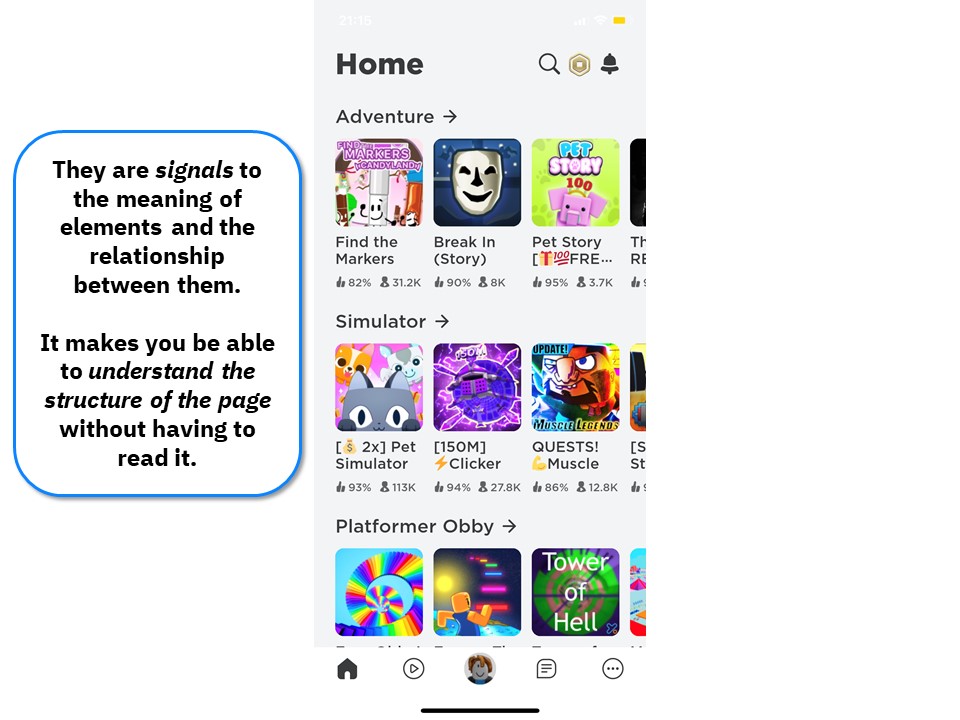 They are signals to
the meaning of
elements and the
relationship
between them.
It makes you be able
to understand the
structure of the page
without having to
read it.
21:15
Home
Adventure →
FIND THE
MARKERS
CANDYLAND
PET
STORY
100
Find the
Markers
82% 31.2K
Break In
(Story)
90% 8K
Pet Story
[🎁💯FRE...
95% 3.7K
Th
RE
Simulator →
150M
UPDATE!
MUSCLE LEGENDS
[💰 2x] Pet
Simulator
93% 113K
[150M]
⚡Clicker
94% 27.8K
QUESTS!
💪Muscle
86% 12.8K
[S
St
Platformer Obby →
Tower
of
Hell